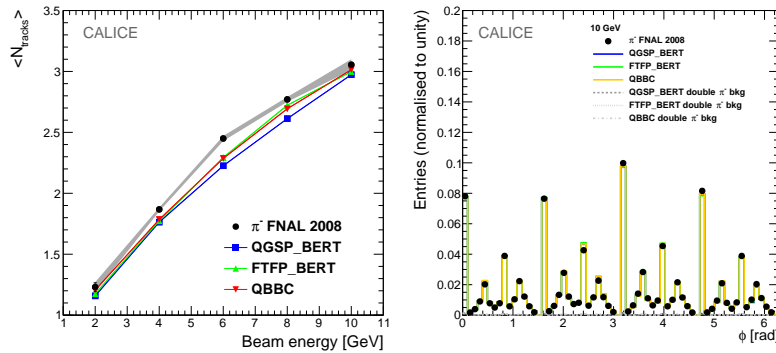 CALICE
<N_tracks>
3.5
3
2.5
2
1.5
1
1 2 3 4 5 6 7 8 9 10 11
Beam energy [GeV]
π⁻ FNAL 2008
QGSP_BERT
FTFP_BERT
QBBC
CALICE
10 GeV
π⁻ FNAL 2008
QGSP_BERT
FTFP_BERT
QBBC
QGSP_BERT double π⁻ bkg
FTFP_BERT double π⁻ bkg
QBBC double π⁻ bkg
Entries (normalised to unity)
0.2
0.18
0.16
0.14
0.12
0.1
0.08
0.06
0.04
0.02
0
0 1 2 3 4 5 6
ϕ [rad]